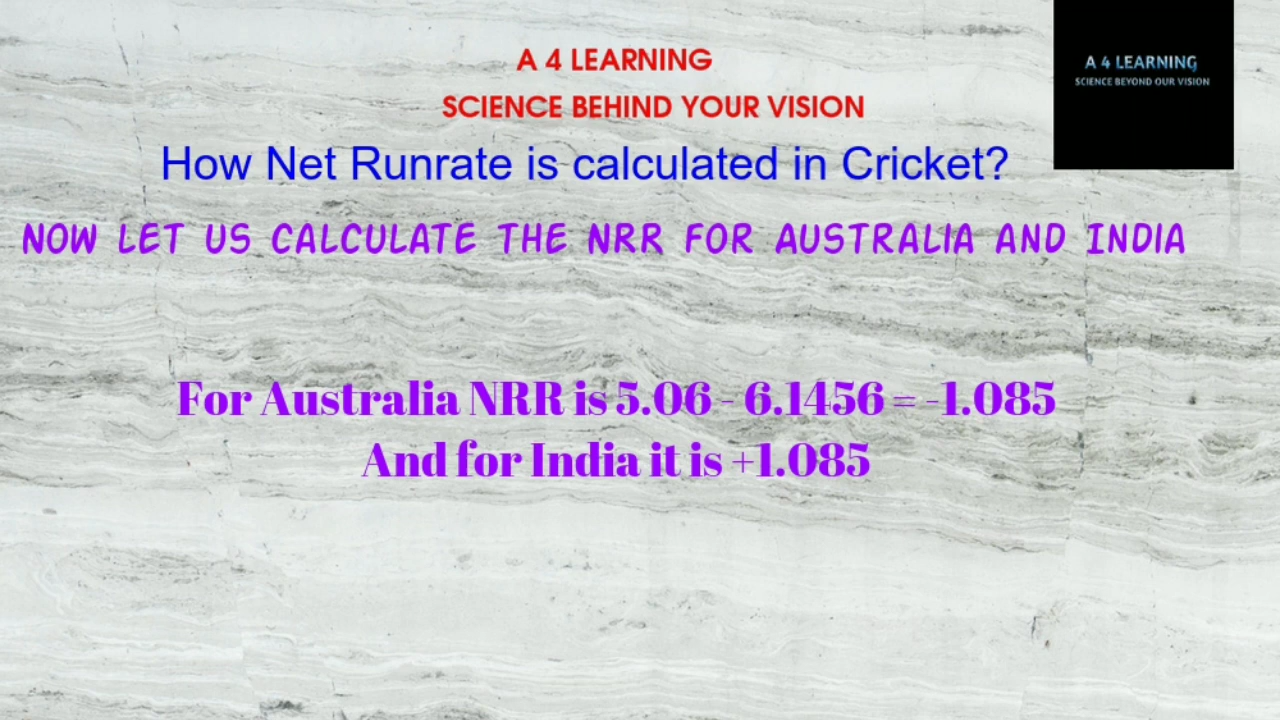 A 4 LEARNING
SCIENCE BEHIND YOUR VISION
A 4 LEARNING
SCIENCE BEYOND OUR VISION
How Net Runrate is calculated in Cricket?
NOW LET US CALCULATE THE NRR FOR AUSTRALIA AND INDIA
For Australia NRR is 5.06 - 6.1456 = -1.085
And for India it is +1.085